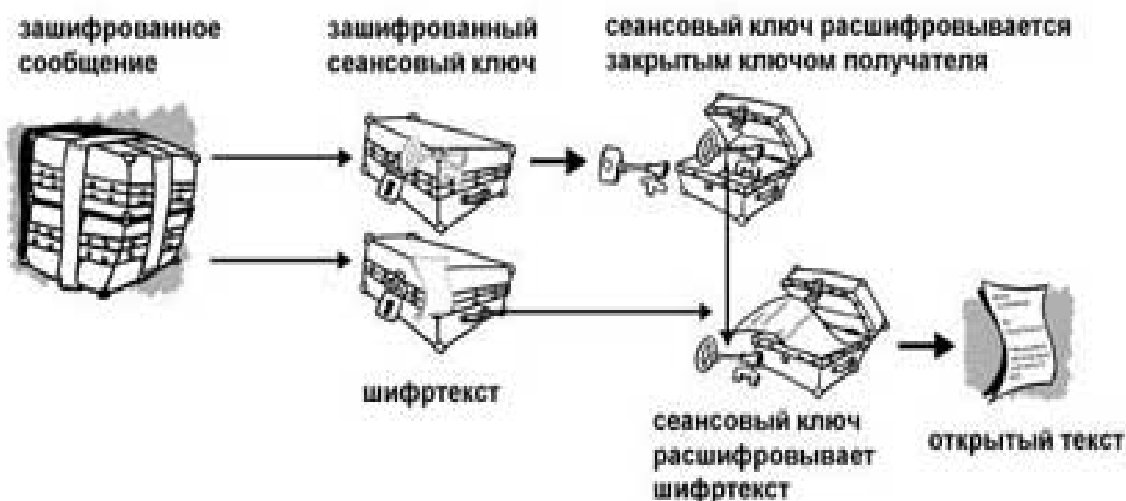 зашифрованное
сообщение
зашифрованный
сеансовый ключ
сеансовый ключ расшифровывается
закрытым ключом получателя
шифртекст
сеансовый ключ
расшифровывает
шифртекст
открытый текст